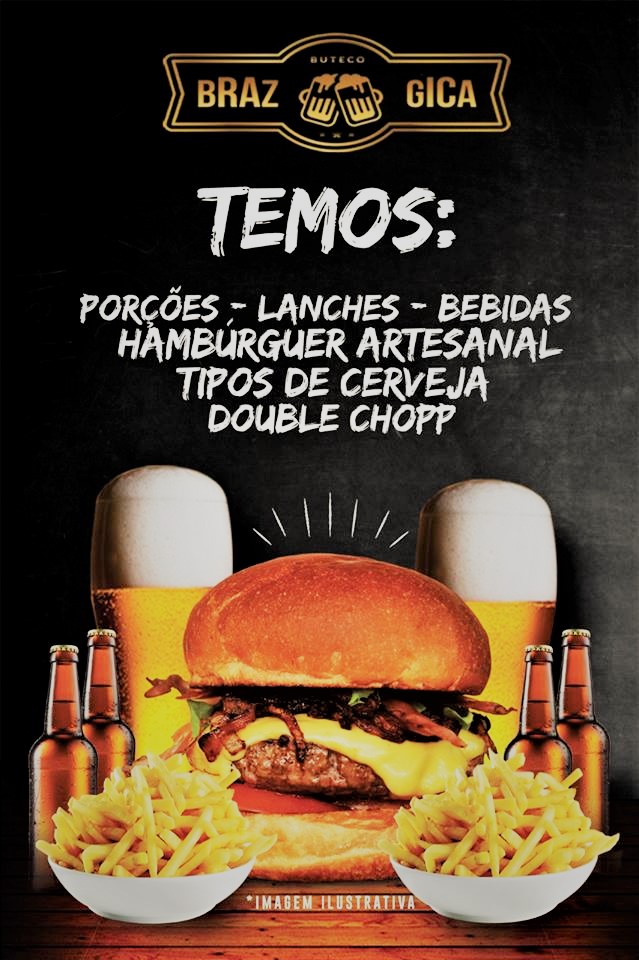 BUTECO
BRAZ GICA
TEMOS:
PORÇÕES - LANCHES - BEBIDAS
HAMBÚRGUER ARTESANAL
TIPOS DE CERVEJA
DOUBLE CHOPP
*IMAGEM ILUSTRATIVA